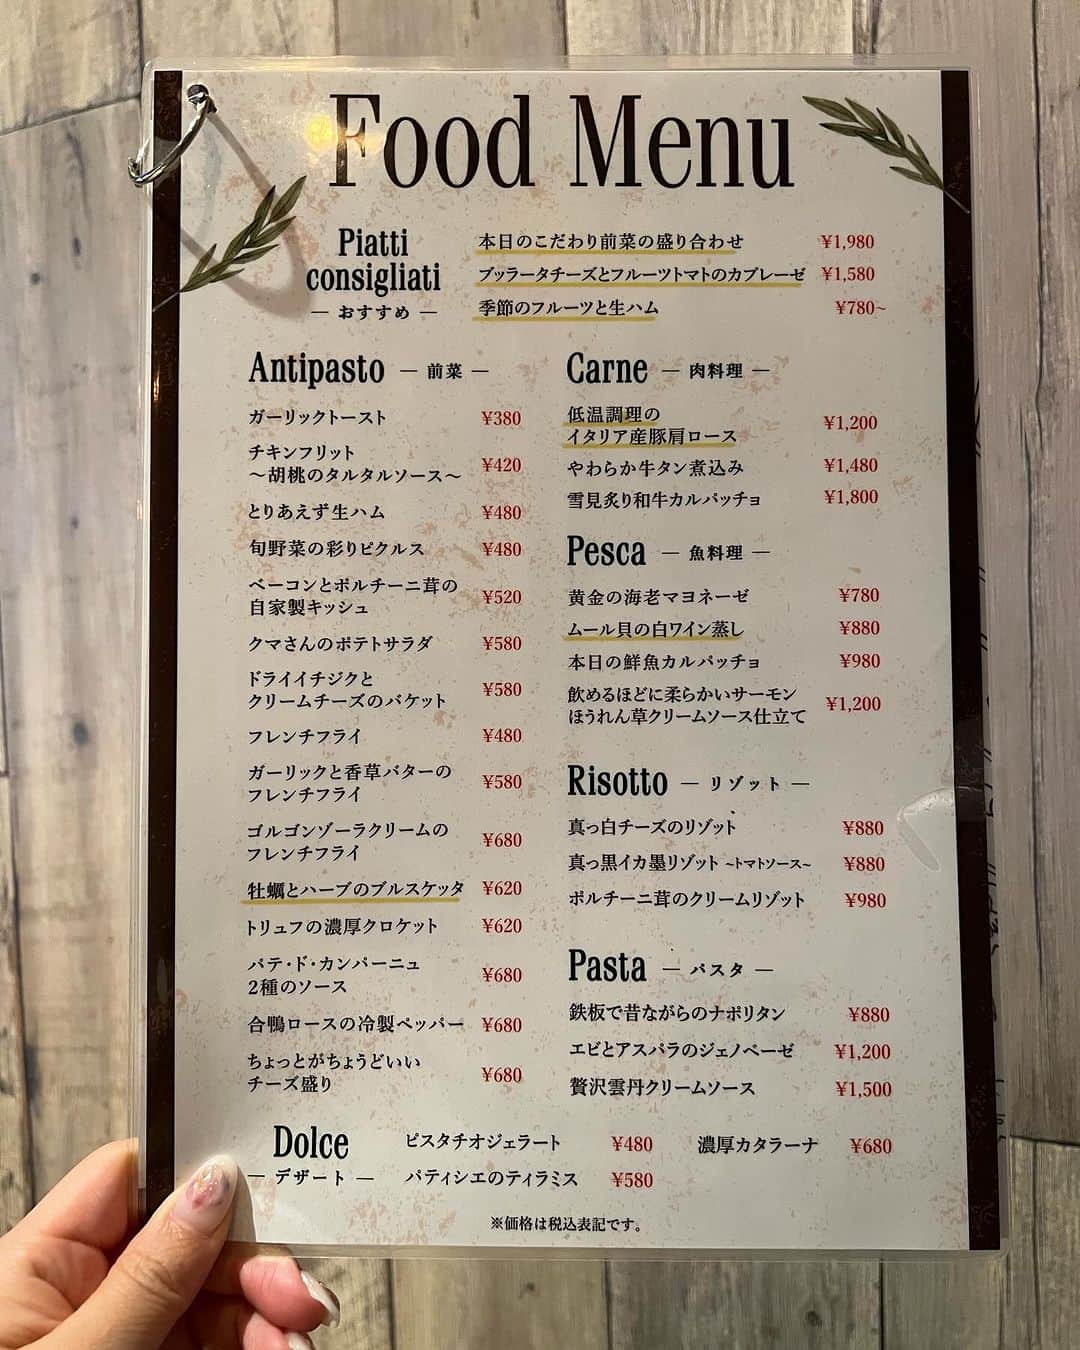 Food Menu
Piatti
consigliati
― おすすめ ―
本日のこだわり前菜の盛り合わせ ¥1,980
ブッラータチーズとフルーツトマトのカプレーゼ ¥1,580
季節のフルーツと生ハム ¥780~
Antipasto ― 前菜 ―
ガーリックトースト ¥380
チキンフリット
～胡桃のタルタルソース～ ¥420
とりあえず生ハム ¥480
旬野菜の彩りピクルス ¥480
ベーコンとポルチーニ茸の
自家製キッシュ ¥520
クマさんのポテトサラダ ¥580
ドライイチジクと
クリームチーズのバケット ¥580
フレンチフライ ¥480
ガーリックと香草バターの
フレンチフライ ¥580
ゴルゴンゾーラクリームの
フレンチフライ ¥680
牡蠣とハーブのブルスケッタ ¥620
トリュフの濃厚クロケット ¥620
パテ・ド・カンパーニュ
2種のソース ¥680
合鴨ロースの冷製ペッパー ¥680
ちょっとがちょうどいい
チーズ盛り ¥680
Carne ― 肉料理 ―
低温調理の
イタリア産豚肩ロース ¥1,200
やわらか牛タン煮込み ¥1,480
雪見炙り和牛カルパッチョ ¥1,800
Pesca ― 魚料理 ―
黄金の海老マヨネーゼ ¥780
ムール貝の白ワイン蒸し ¥880
本日の鮮魚カルパッチョ ¥980
飲めるほどに柔らかいサーモン
ほうれん草クリームソース仕立て ¥1,200
Risotto ― リゾット ―
真っ白チーズのリゾット ¥880
真っ黒イカ墨リゾット ~トマトソース~ ¥880
ポルチーニ茸のクリームリゾット ¥980
Pasta ― パスタ ―
鉄板で昔ながらのナポリタン ¥880
エビとアスパラのジェノベーゼ ¥1,200
贅沢雲丹クリームソース ¥1,500
Dolce
― デザート ―
ピスタチオジェラート ¥480
濃厚カタラーナ ¥680
パティシエのティラミス ¥580
※価格は税込表記です。